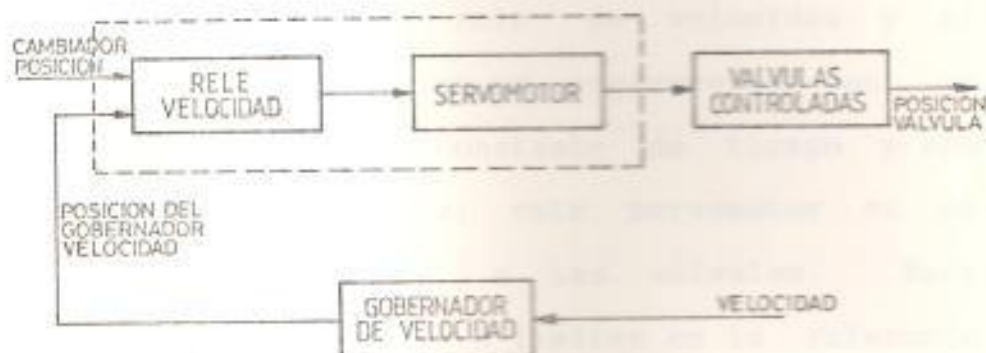 CAMBIADOR
POSICION
RELE
VELOCIDAD
SERVOMOTOR
VALVULAS
CONTROLADAS
POSICION
VALVULA
POSICION DEL
GOBERNADOR
VELOCIDAD
GOBERNADOR
DE VELOCIDAD
VELOCIDAD